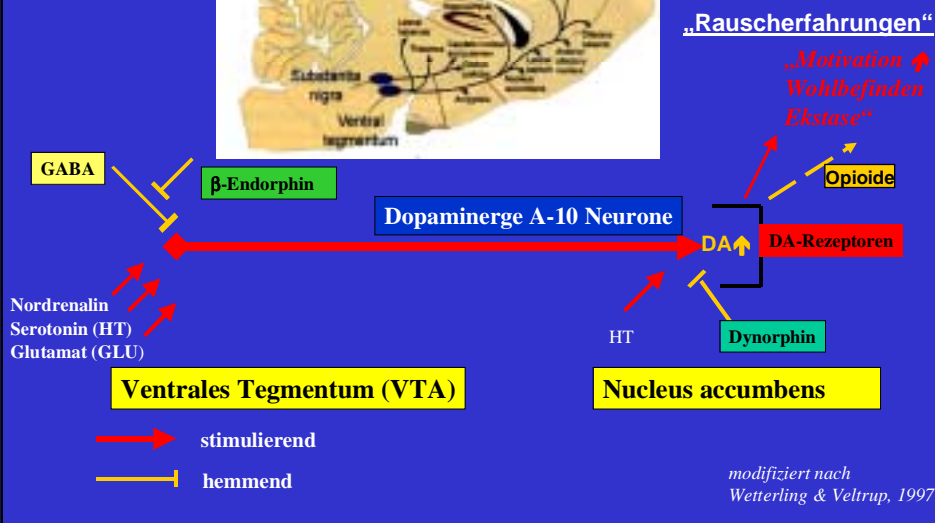 „Rauscherfahrungen“
„Motivation
Wohlbefinden
Ekstase“
Substantia
nigra
Ventral
tegmentum
GABA
β-Endorphin
Opioide
Dopaminerge A-10 Neurone
DA
DA-Rezeptoren
Nordrenalin
Serotonin (HT)
Glutamat (GLU)
HT
Dynorphin
Ventrales Tegmentum (VTA)
Nucleus accumbens
stimulierend
hemmend
modifiziert nach
Wetterling & Veltrup, 1997